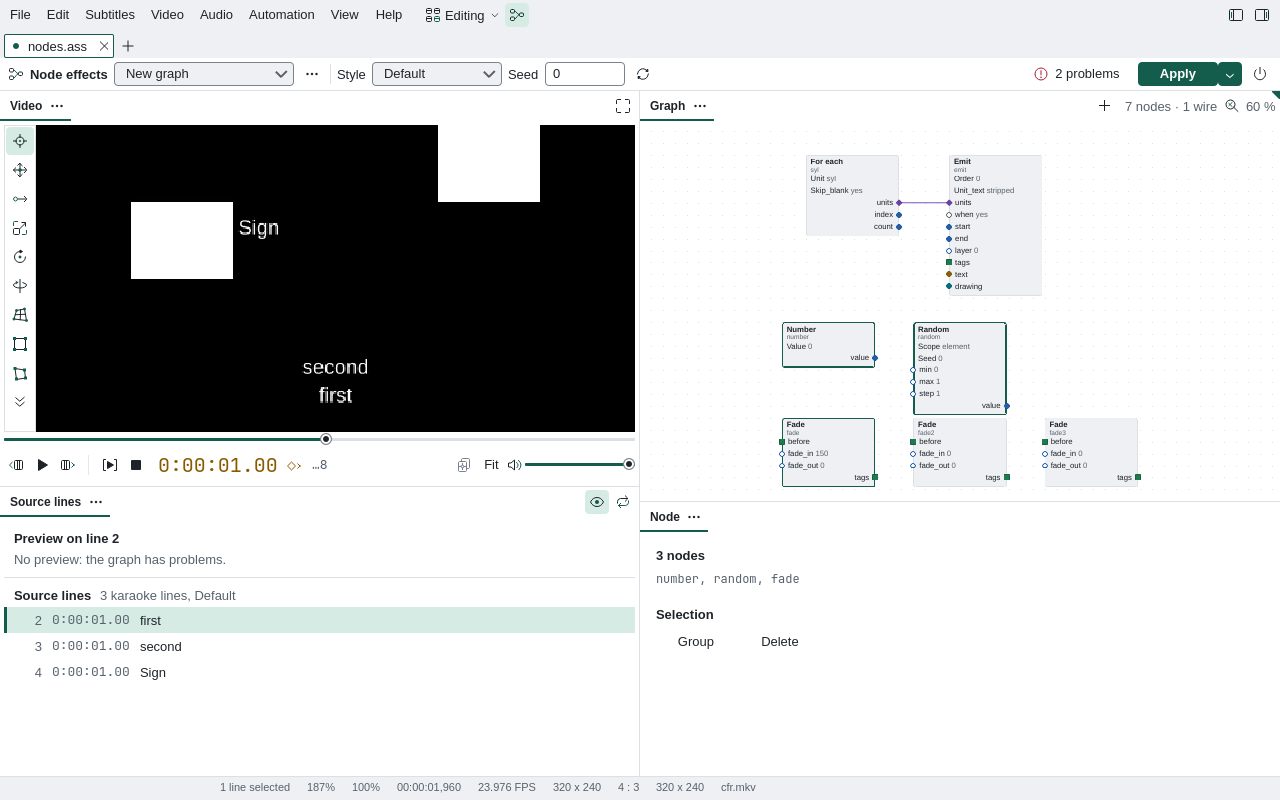 File Edit Subtitles Video Audio Automation View Help Editing
nodes.ass
Node effects New graph Style Default Seed 0 2 problems Apply
Video
Sign
second
first
0:00:01.00 …8 Fit
Source lines
Preview on line 2
No preview: the graph has problems.
Source lines 3 karaoke lines, Default
2 0:00:01.00 first
3 0:00:01.00 second
4 0:00:01.00 Sign
Graph 7 nodes · 1 wire 60 %
For each
syl
Unit syl
Skip_blank yes
units
index
count
Emit
emit
Order 0
Unit_text stripped
units
when yes
start
end
layer 0
tags
text
drawing
Number
number
Value 0
value
Random
random
Scope element
Seed 0
min 0
max 1
step 1
value
Fade
fade
before
fade_in 150
fade_out 0
tags
Fade
fade2
before
fade_in 0
fade_out 0
tags
Fade
fade3
before
fade_in 0
fade_out 0
tags
Node
3 nodes
number, random, fade
Selection
Group Delete
1 line selected 187% 100% 00:00:01,960 23.976 FPS 320 x 240 4 : 3 320 x 240 cfr.mkv